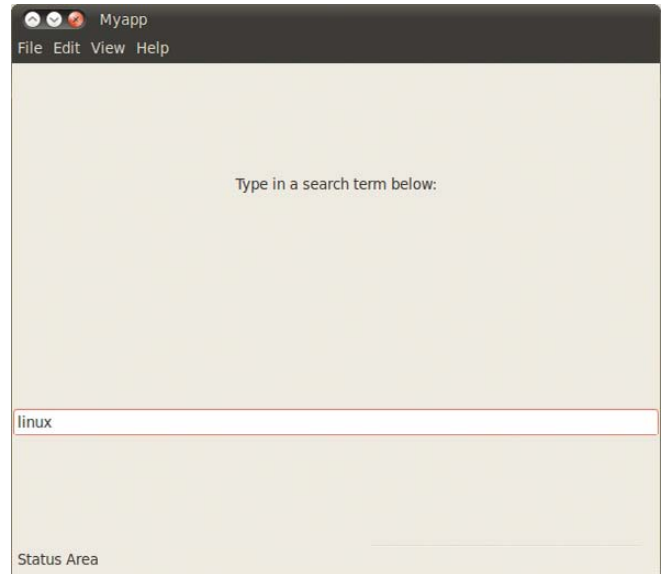 Myapp
File Edit View Help
Type in a search term below:
linux
Status Area